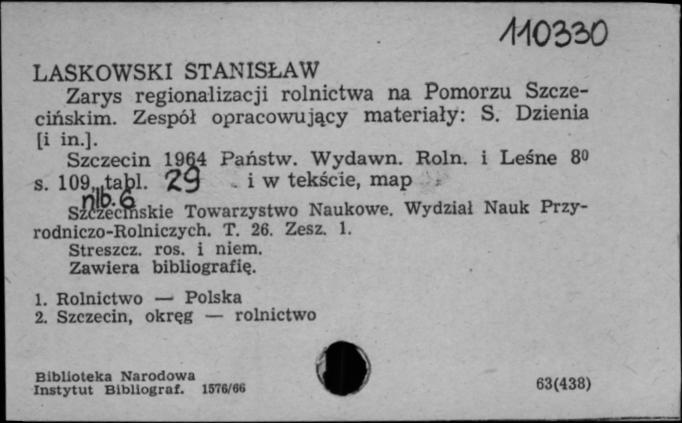 110330
LASKOWSKI STANISŁAW
Zarys regionalizacji rolnictwa na Pomorzu Szcze-
cińskim. Zespół opracowujący materiały: S. Dzienia
[i in.].
Szczecin 1964 Państw. Wydawn. Roln. i Leśne 8⁰
s. 109, tabl. 29 i w tekście, map
nlb. 6
Szczecińskie Towarzystwo Naukowe. Wydział Nauk Przy-
rodniczo-Rolniczych. T. 26. Zesz. 1.
Streszcz. ros. i niem.
Zawiera bibliografię.
1. Rolnictwo — Polska
2. Szczecin, okręg — rolnictwo
Biblioteka Narodowa
Instytut Bibliograf. 1576/66
63(438)